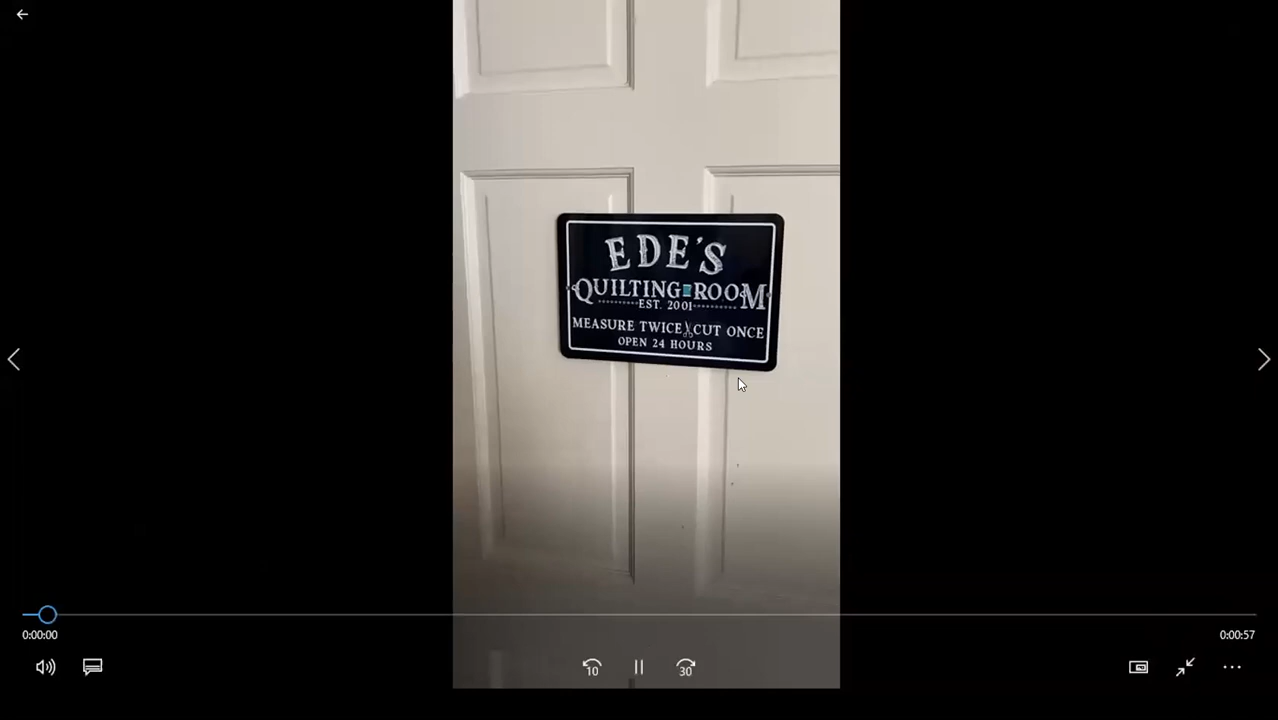 EDE'S
QUILTING ROOM
EST. 2001
MEASURE TWICE CUT ONCE
OPEN 24 HOURS
0:00:00
0:00:57
10
30